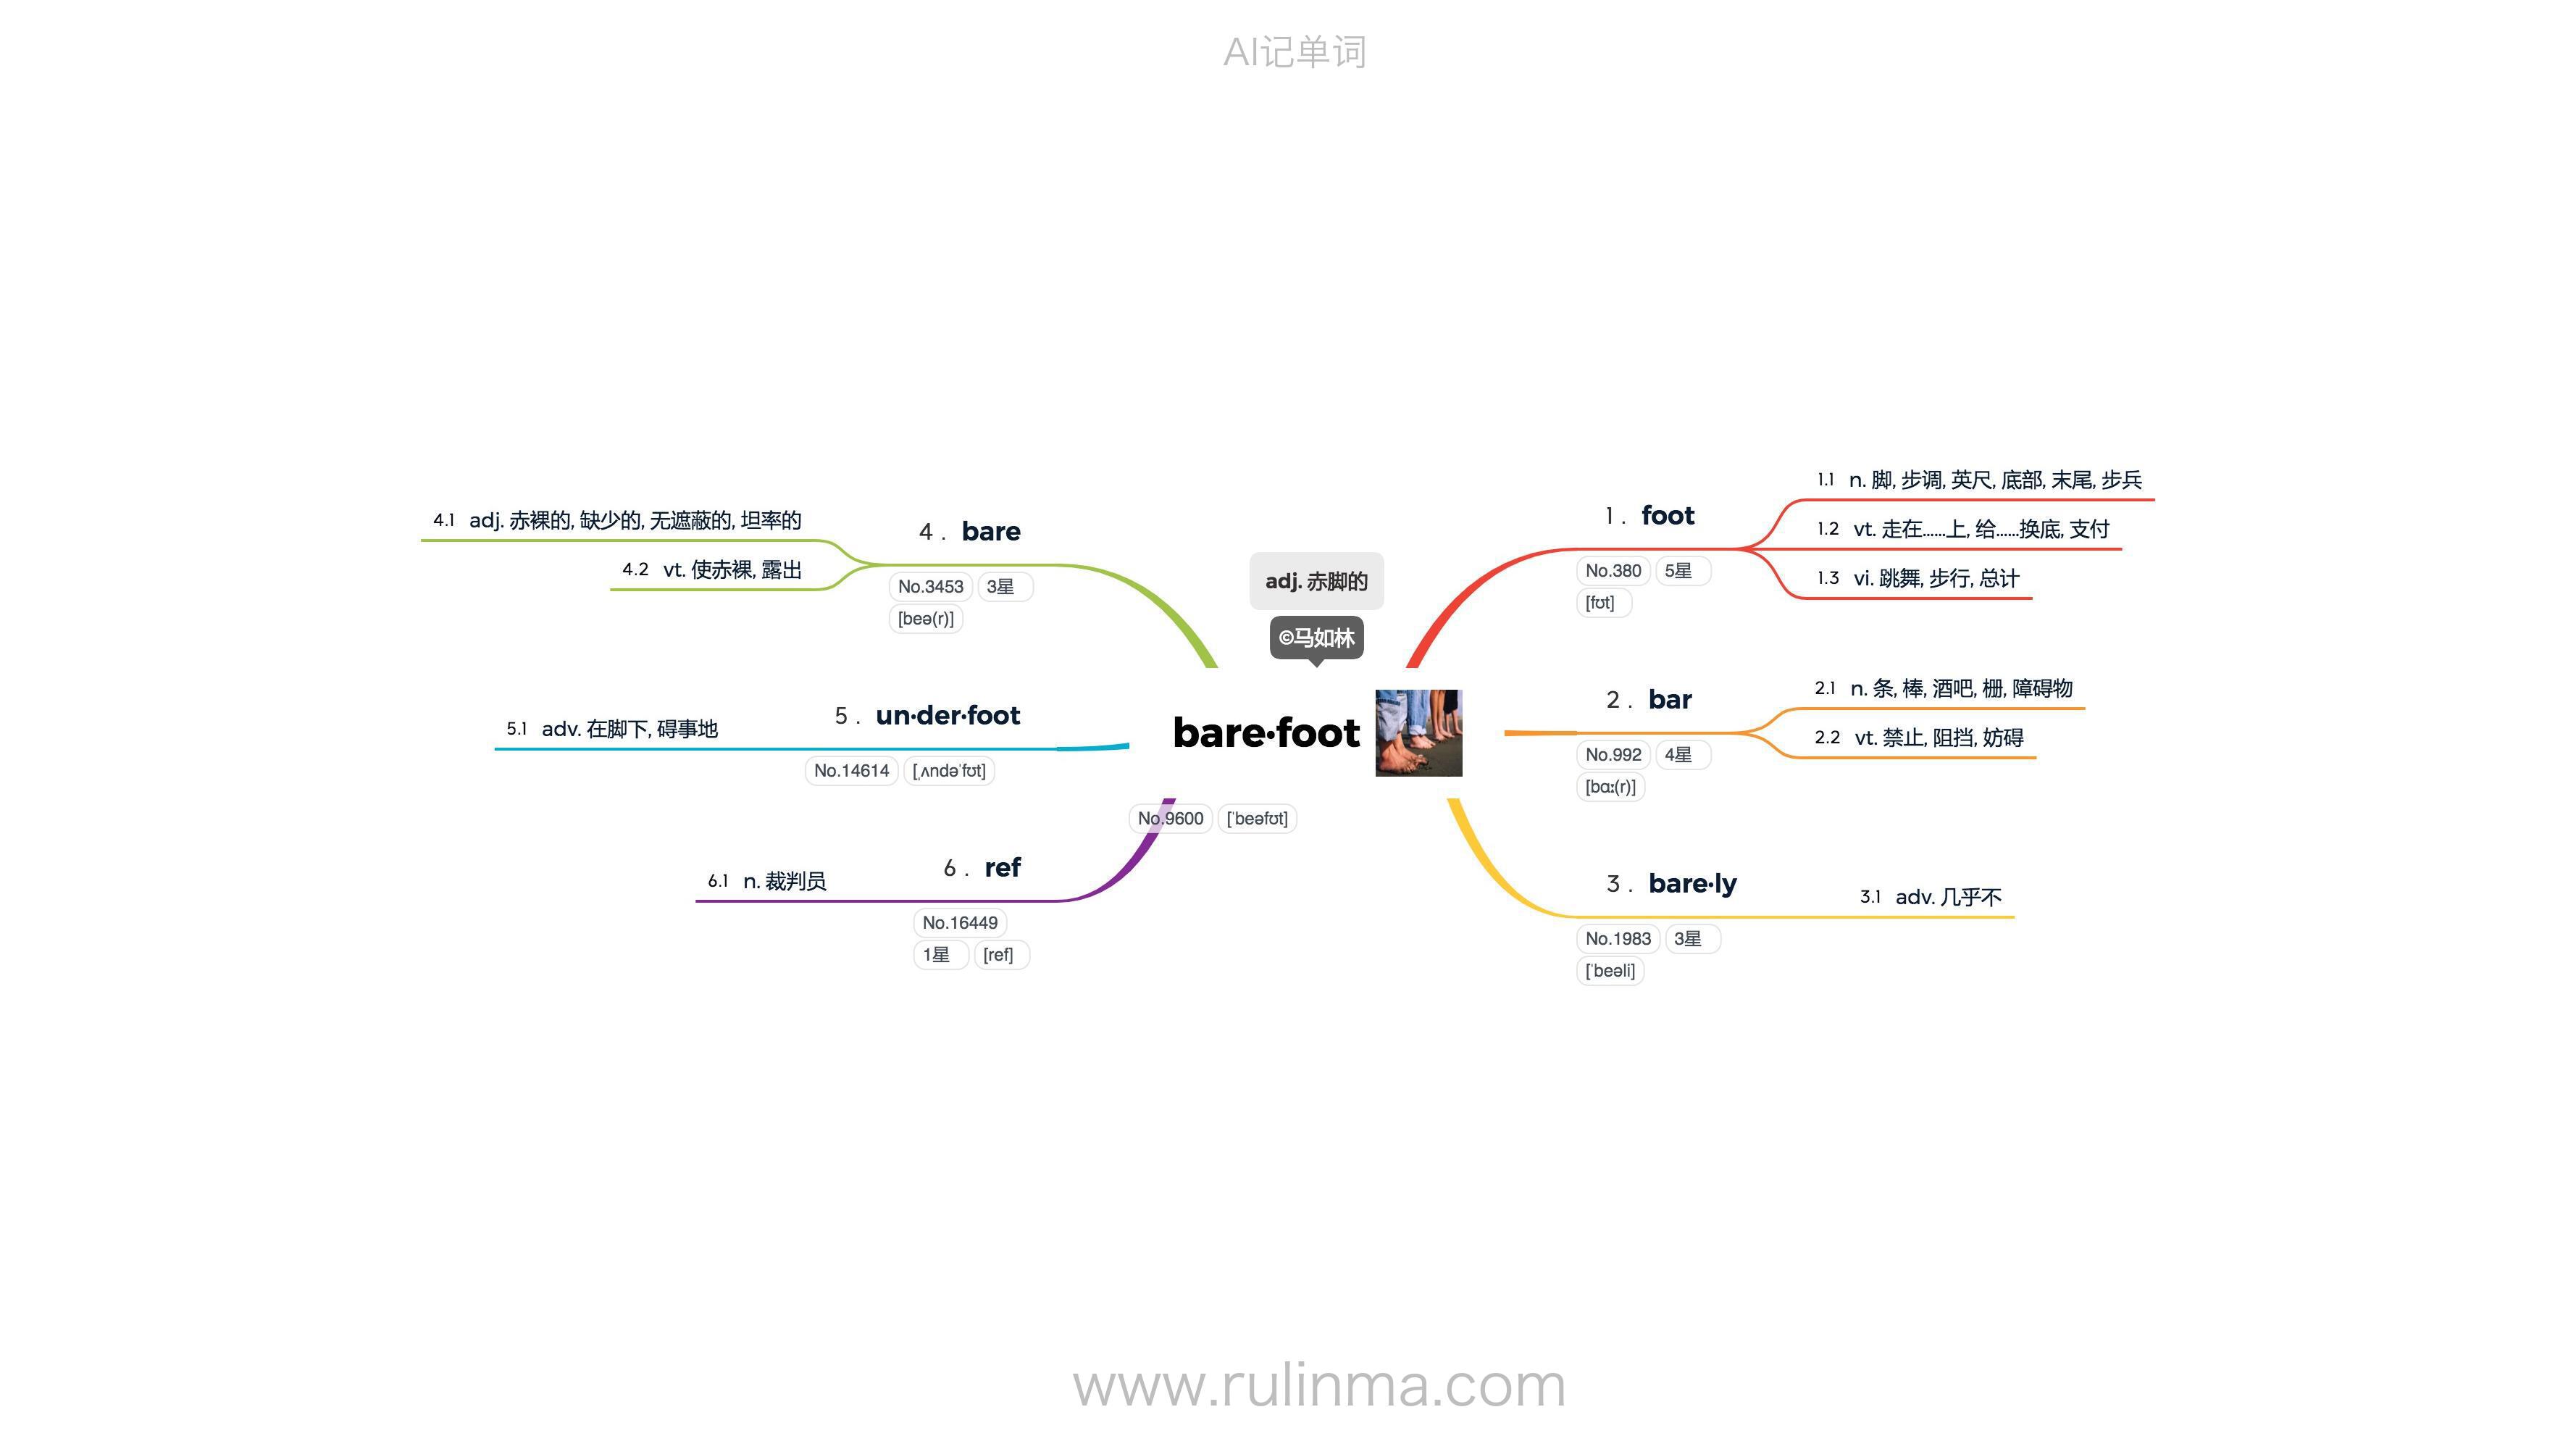 AI记单词
adj. 赤脚的
©马如林
bare·foot
No.9600 [ˈbeəfʊt]
1. foot
No.380 5星
[fʊt]
1.1 n. 脚, 步调, 英尺, 底部, 末尾, 步兵
1.2 vt. 走在……上, 给……换底, 支付
1.3 vi. 跳舞, 步行, 总计
2. bar
No.992 4星
[bɑː(r)]
2.1 n. 条, 棒, 酒吧, 栅, 障碍物
2.2 vt. 禁止, 阻挡, 妨碍
3. bare·ly
No.1983 3星
[ˈbeəli]
3.1 adv. 几乎不
4. bare
No.3453 3星
[beə(r)]
4.1 adj. 赤裸的, 缺少的, 无遮蔽的, 坦率的
4.2 vt. 使赤裸, 露出
5. un·der·foot
No.14614 [ˌʌndəˈfʊt]
5.1 adv. 在脚下, 碍事地
6. ref
No.16449
1星 [ref]
6.1 n. 裁判员
www.rulinma.com